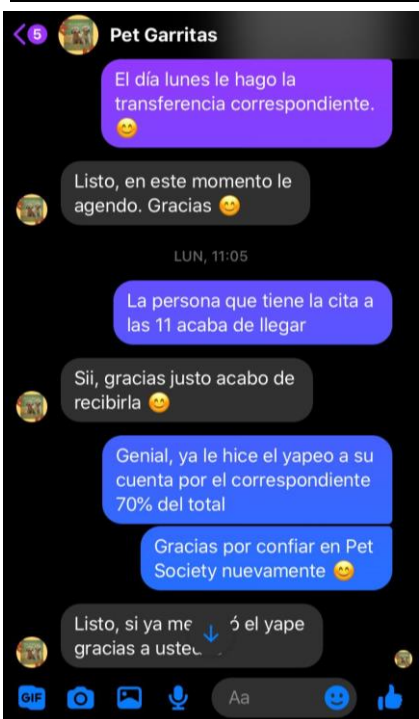 5 Pet Garritas
El día lunes le hago la
transferencia correspondiente.
😊
Listo, en este momento le
agendo. Gracias 😊
LUN, 11:05
La persona que tiene la cita a
las 11 acaba de llegar
Sii, gracias justo acabo de
recibirla 😊
Genial, ya le hice el yapeo a su
cuenta por el correspondiente
70% del total
Gracias por confiar en Pet
Society nuevamente 😊
Listo, si ya me el yape
gracias a
GIF Aa